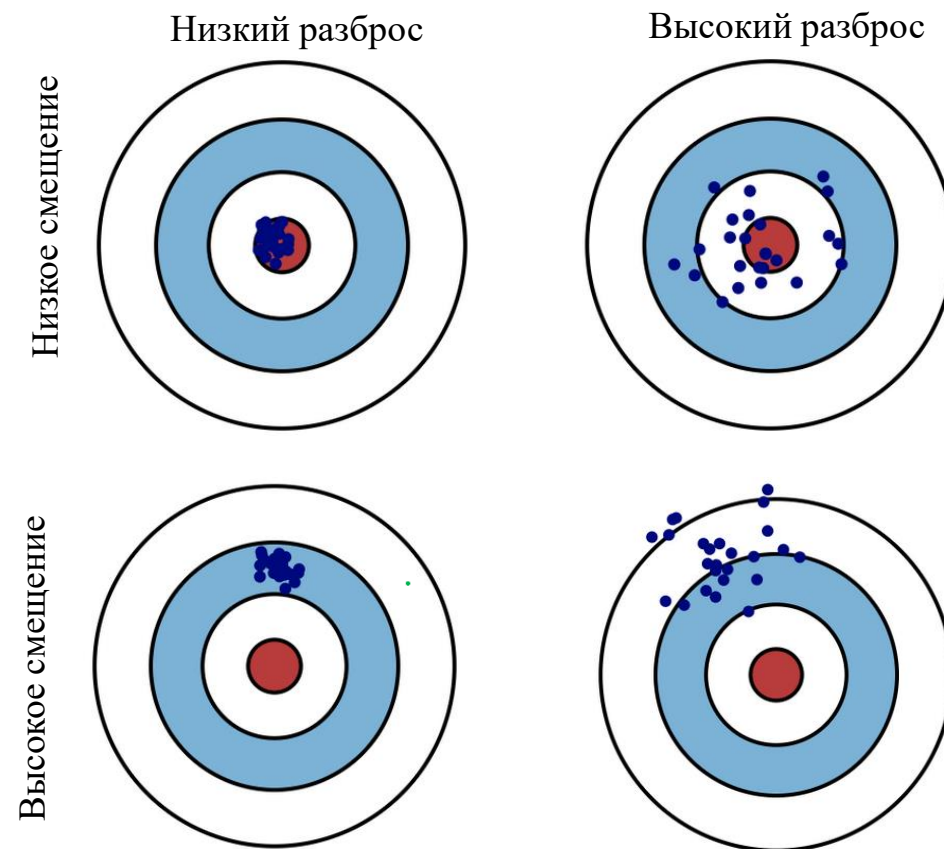 Низкий разброс
Высокий разброс
Низкое смещение
Высокое смещение